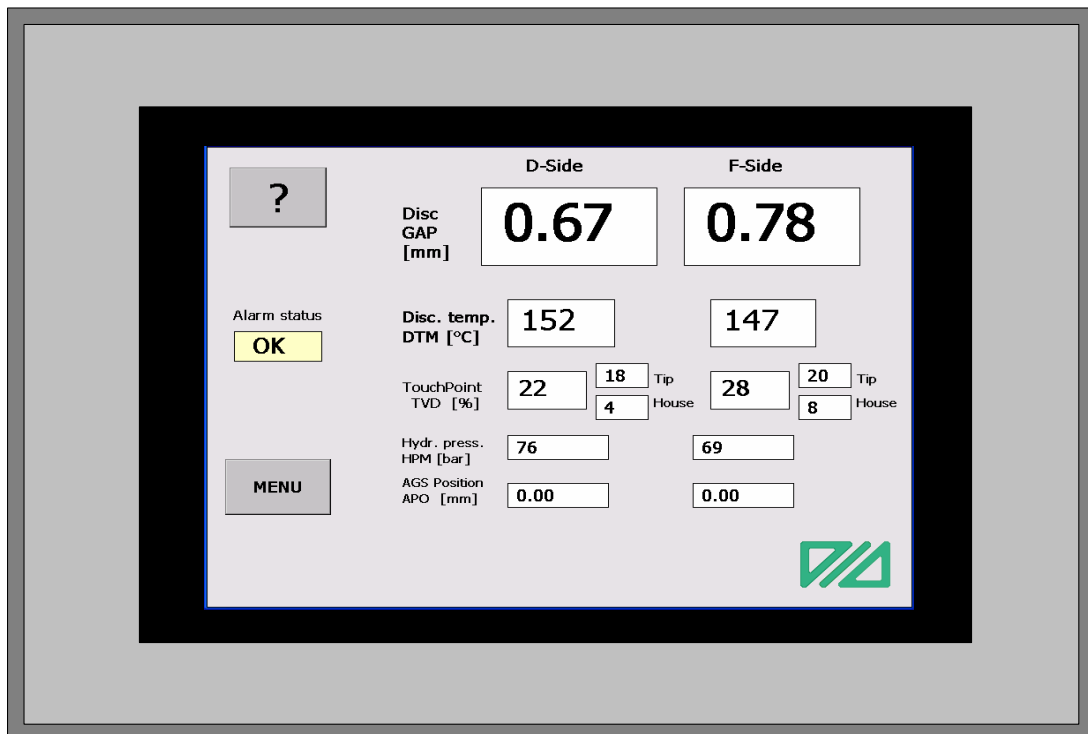 D-Side F-Side
?
Disc
GAP
[mm]
0.67 0.78
Alarm status
OK
Disc. temp.
DTM [°C]
152 147
TouchPoint
TVD [%]
22
18 Tip
4 House
28
20 Tip
8 House
Hydr. press.
HPM [bar]
76 69
MENU
AGS Position
APO [mm]
0.00 0.00